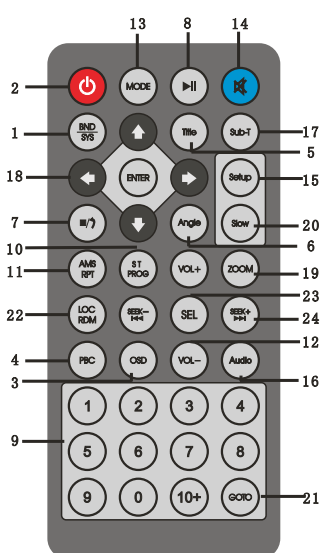 13 8 14
2 MODE
1 BND SYS Title Sub-T 17
5
18 ENTER Setup 15
7 Angle Slow 20
10 6
11 AMS RPT ST PROG VOL+ ZOOM 19
23
22 LOC RDM SEEK- SEL SEEK+ 24
12
4 PBC OSD VOL- Audio
3 16
1 2 3 4
9 5 6 7 8
9 0 10+ GOTO 21